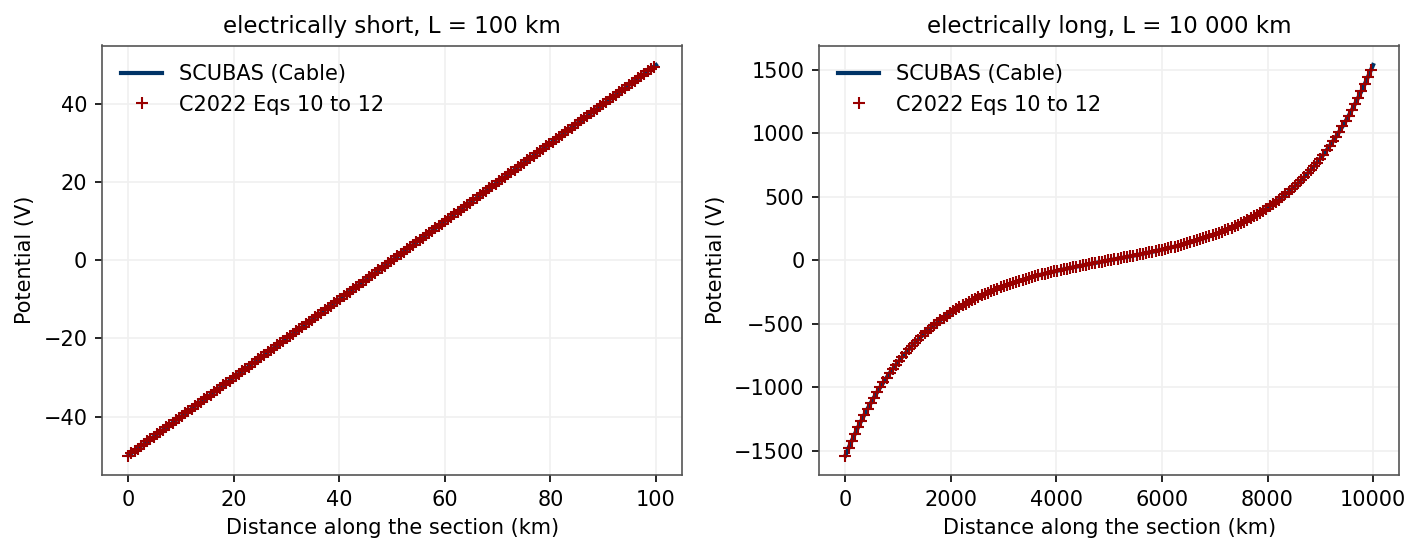 electrically short, L = 100 km
SCUBAS (Cable)
C2022 Eqs 10 to 12
Potential (V)
40
20
0
−20
−40
0 20 40 60 80 100
Distance along the section (km)
electrically long, L = 10 000 km
SCUBAS (Cable)
C2022 Eqs 10 to 12
Potential (V)
1500
1000
500
0
−500
−1000
−1500
0 2000 4000 6000 8000 10000
Distance along the section (km)